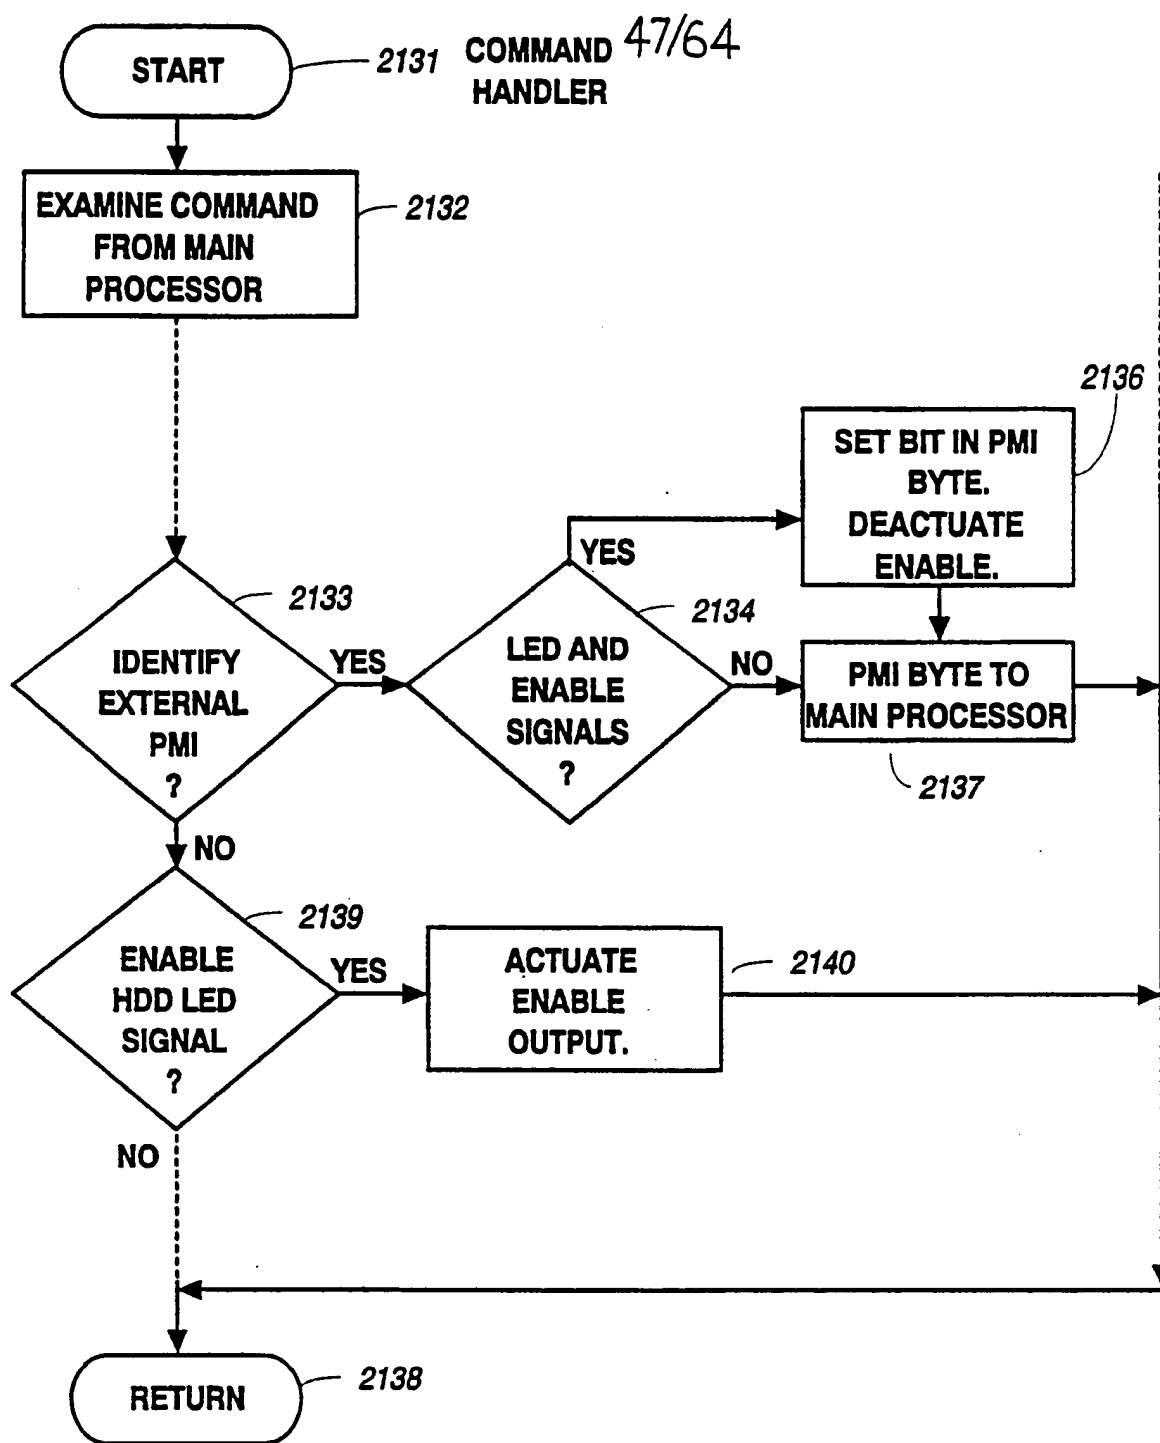 START
2131
COMMAND 47/64
HANDLER
EXAMINE COMMAND
FROM MAIN
PROCESSOR
2132
2136
SET BIT IN PMI
BYTE.
DEACTUATE
ENABLE.
YES
2133
2134
IDENTIFY
EXTERNAL
PMI
?
YES
LED AND
ENABLE
SIGNALS
?
NO
PMI BYTE TO
MAIN PROCESSOR
2137
NO
2139
ENABLE
HDD LED
SIGNAL
?
YES
ACTUATE
ENABLE
OUTPUT.
2140
NO
RETURN
2138